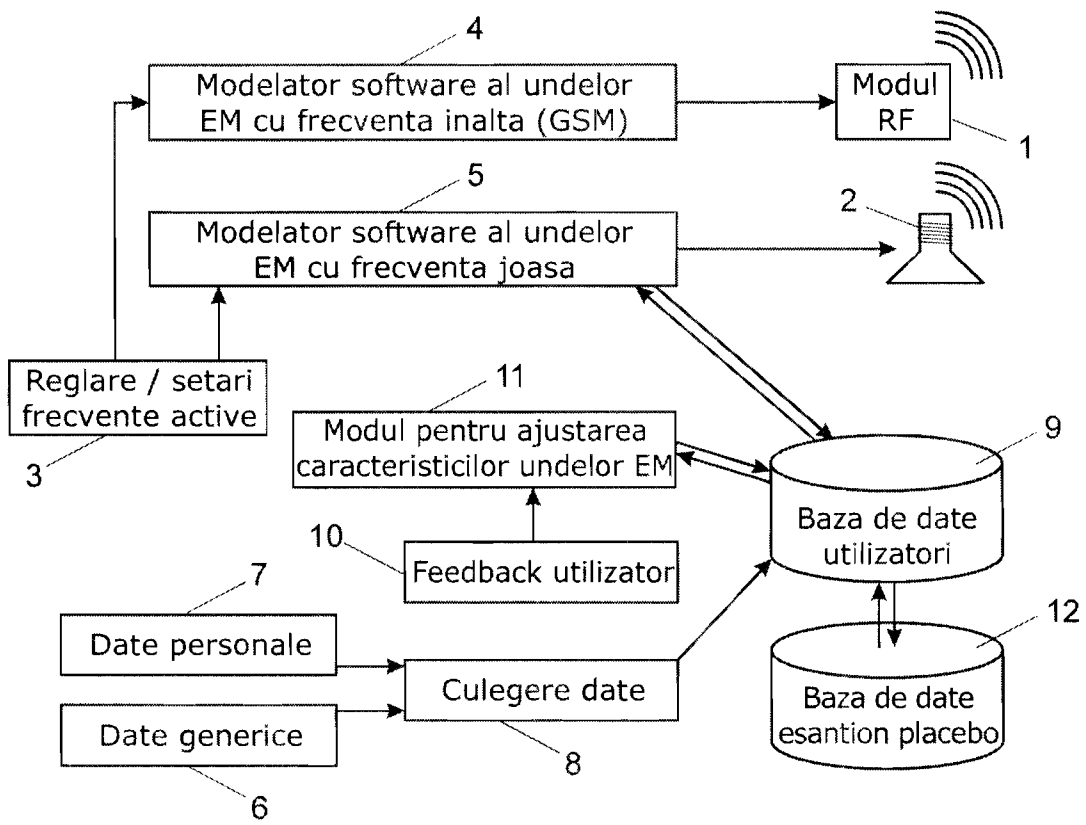 4
Modelator software al undelor
EM cu frecventa inalta (GSM)
Modul
RF
1
5
Modelator software al undelor
EM cu frecventa joasa
2
Reglare / setari
frecvente active
3
11
Modul pentru ajustarea
caracteristicilor undelor EM
9
Baza de date
utilizatori
10
Feedback utilizator
7
Date personale
12
Culegere date
8
Baza de date
esantion placebo
Date generice
6